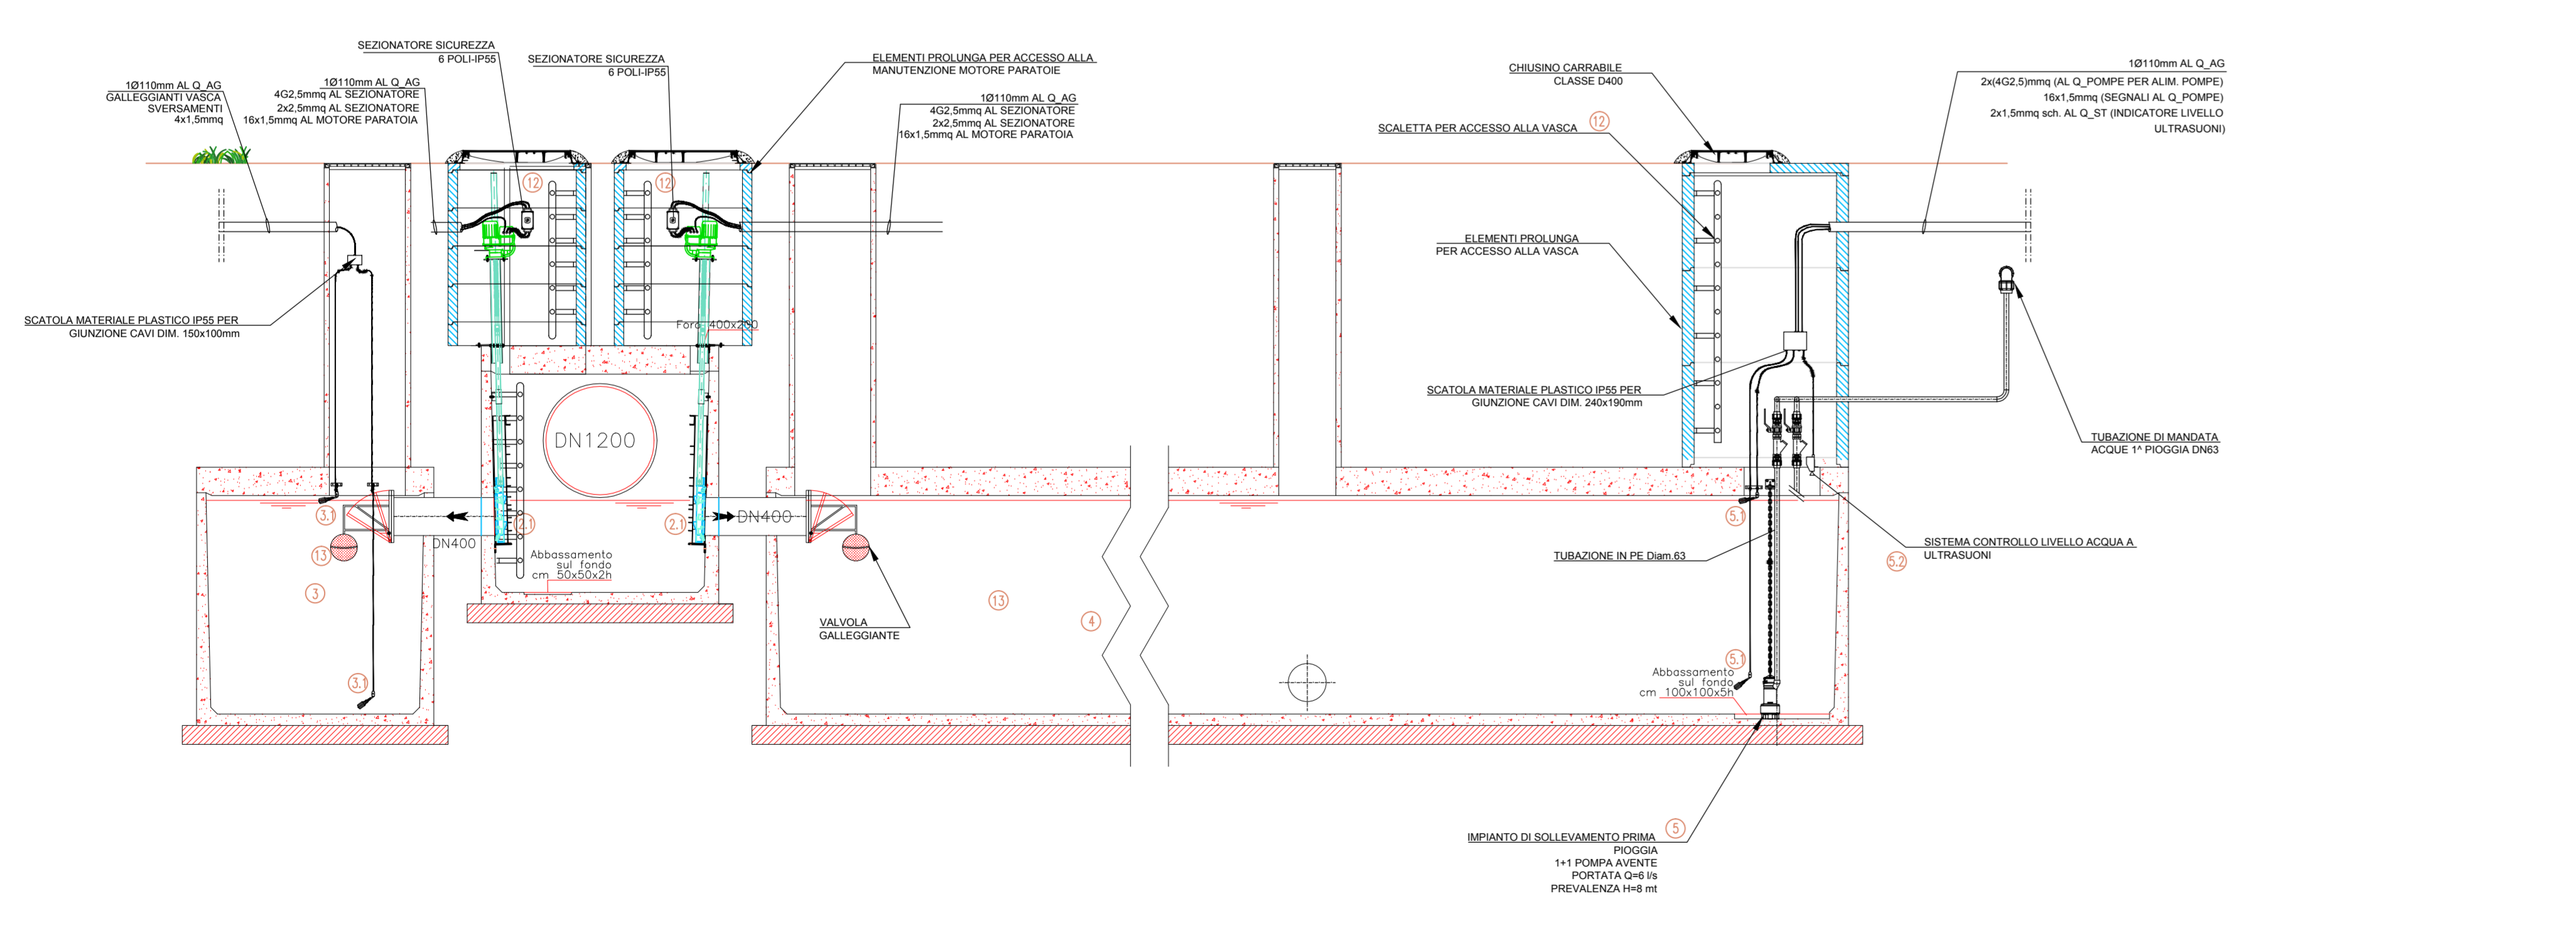 SEZIONATORE SICUREZZA
6 POLI-IP55
SEZIONATORE SICUREZZA
6 POLI-IP55
ELEMENTI PROLUNGA PER ACCESSO ALLA
MANUTENZIONE MOTORE PARATOIE
1Ø110mm AL Q_AG
GALLEGGIANTI VASCA
SVERSAMENTI
4x1,5mmq
1Ø110mm AL Q_AG
4G2,5mmq AL SEZIONATORE
2x2,5mmq AL SEZIONATORE
16x1,5mmq AL MOTORE PARATOIA
1Ø110mm AL Q_AG
4G2,5mmq AL SEZIONATORE
2x2,5mmq AL SEZIONATORE
16x1,5mmq AL MOTORE PARATOIA
CHIUSINO CARRABILE
CLASSE D400
SCALETTA PER ACCESSO ALLA VASCA
12
1Ø110mm AL Q_AG
2x(4G2,5)mmq (AL Q_POMPE PER ALIM. POMPE)
16x1,5mmq (SEGNALI AL Q_POMPE)
2x1,5mmq sch. AL Q_ST (INDICATORE LIVELLO
ULTRASUONI)
12
12
ELEMENTI PROLUNGA
PER ACCESSO ALLA VASCA
SCATOLA MATERIALE PLASTICO IP55 PER
GIUNZIONE CAVI DIM. 150x100mm
Foro 400x200
SCATOLA MATERIALE PLASTICO IP55 PER
GIUNZIONE CAVI DIM. 240x190mm
DN1200
TUBAZIONE DI MANDATA
ACQUE 1^ PIOGGIA DN63
3.1
2.1
2.1
DN400
DN400
5.1
13
Abbassamento
sul fondo
cm 50x50x2h
TUBAZIONE IN PE Diam.63
SISTEMA CONTROLLO LIVELLO ACQUA A
ULTRASUONI
5.2
3
13
4
VALVOLA
GALLEGGIANTE
3.1
5.1
Abbassamento
sul fondo
cm 100x100x5h
IMPIANTO DI SOLLEVAMENTO PRIMA
PIOGGIA
1+1 POMPA AVENTE
PORTATA Q=6 l/s
PREVALENZA H=8 mt
5